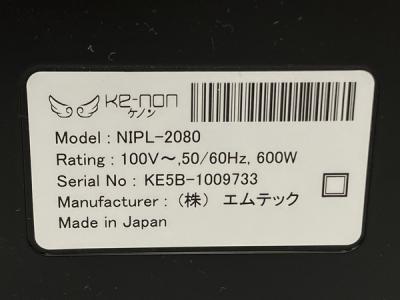 Ke-non
ケノン
Model : NIPL-2080
Rating : 100V～,50/60Hz, 600W
Serial No : KE5B-1009733
Manufacturer : （株） エムテック
Made in Japan